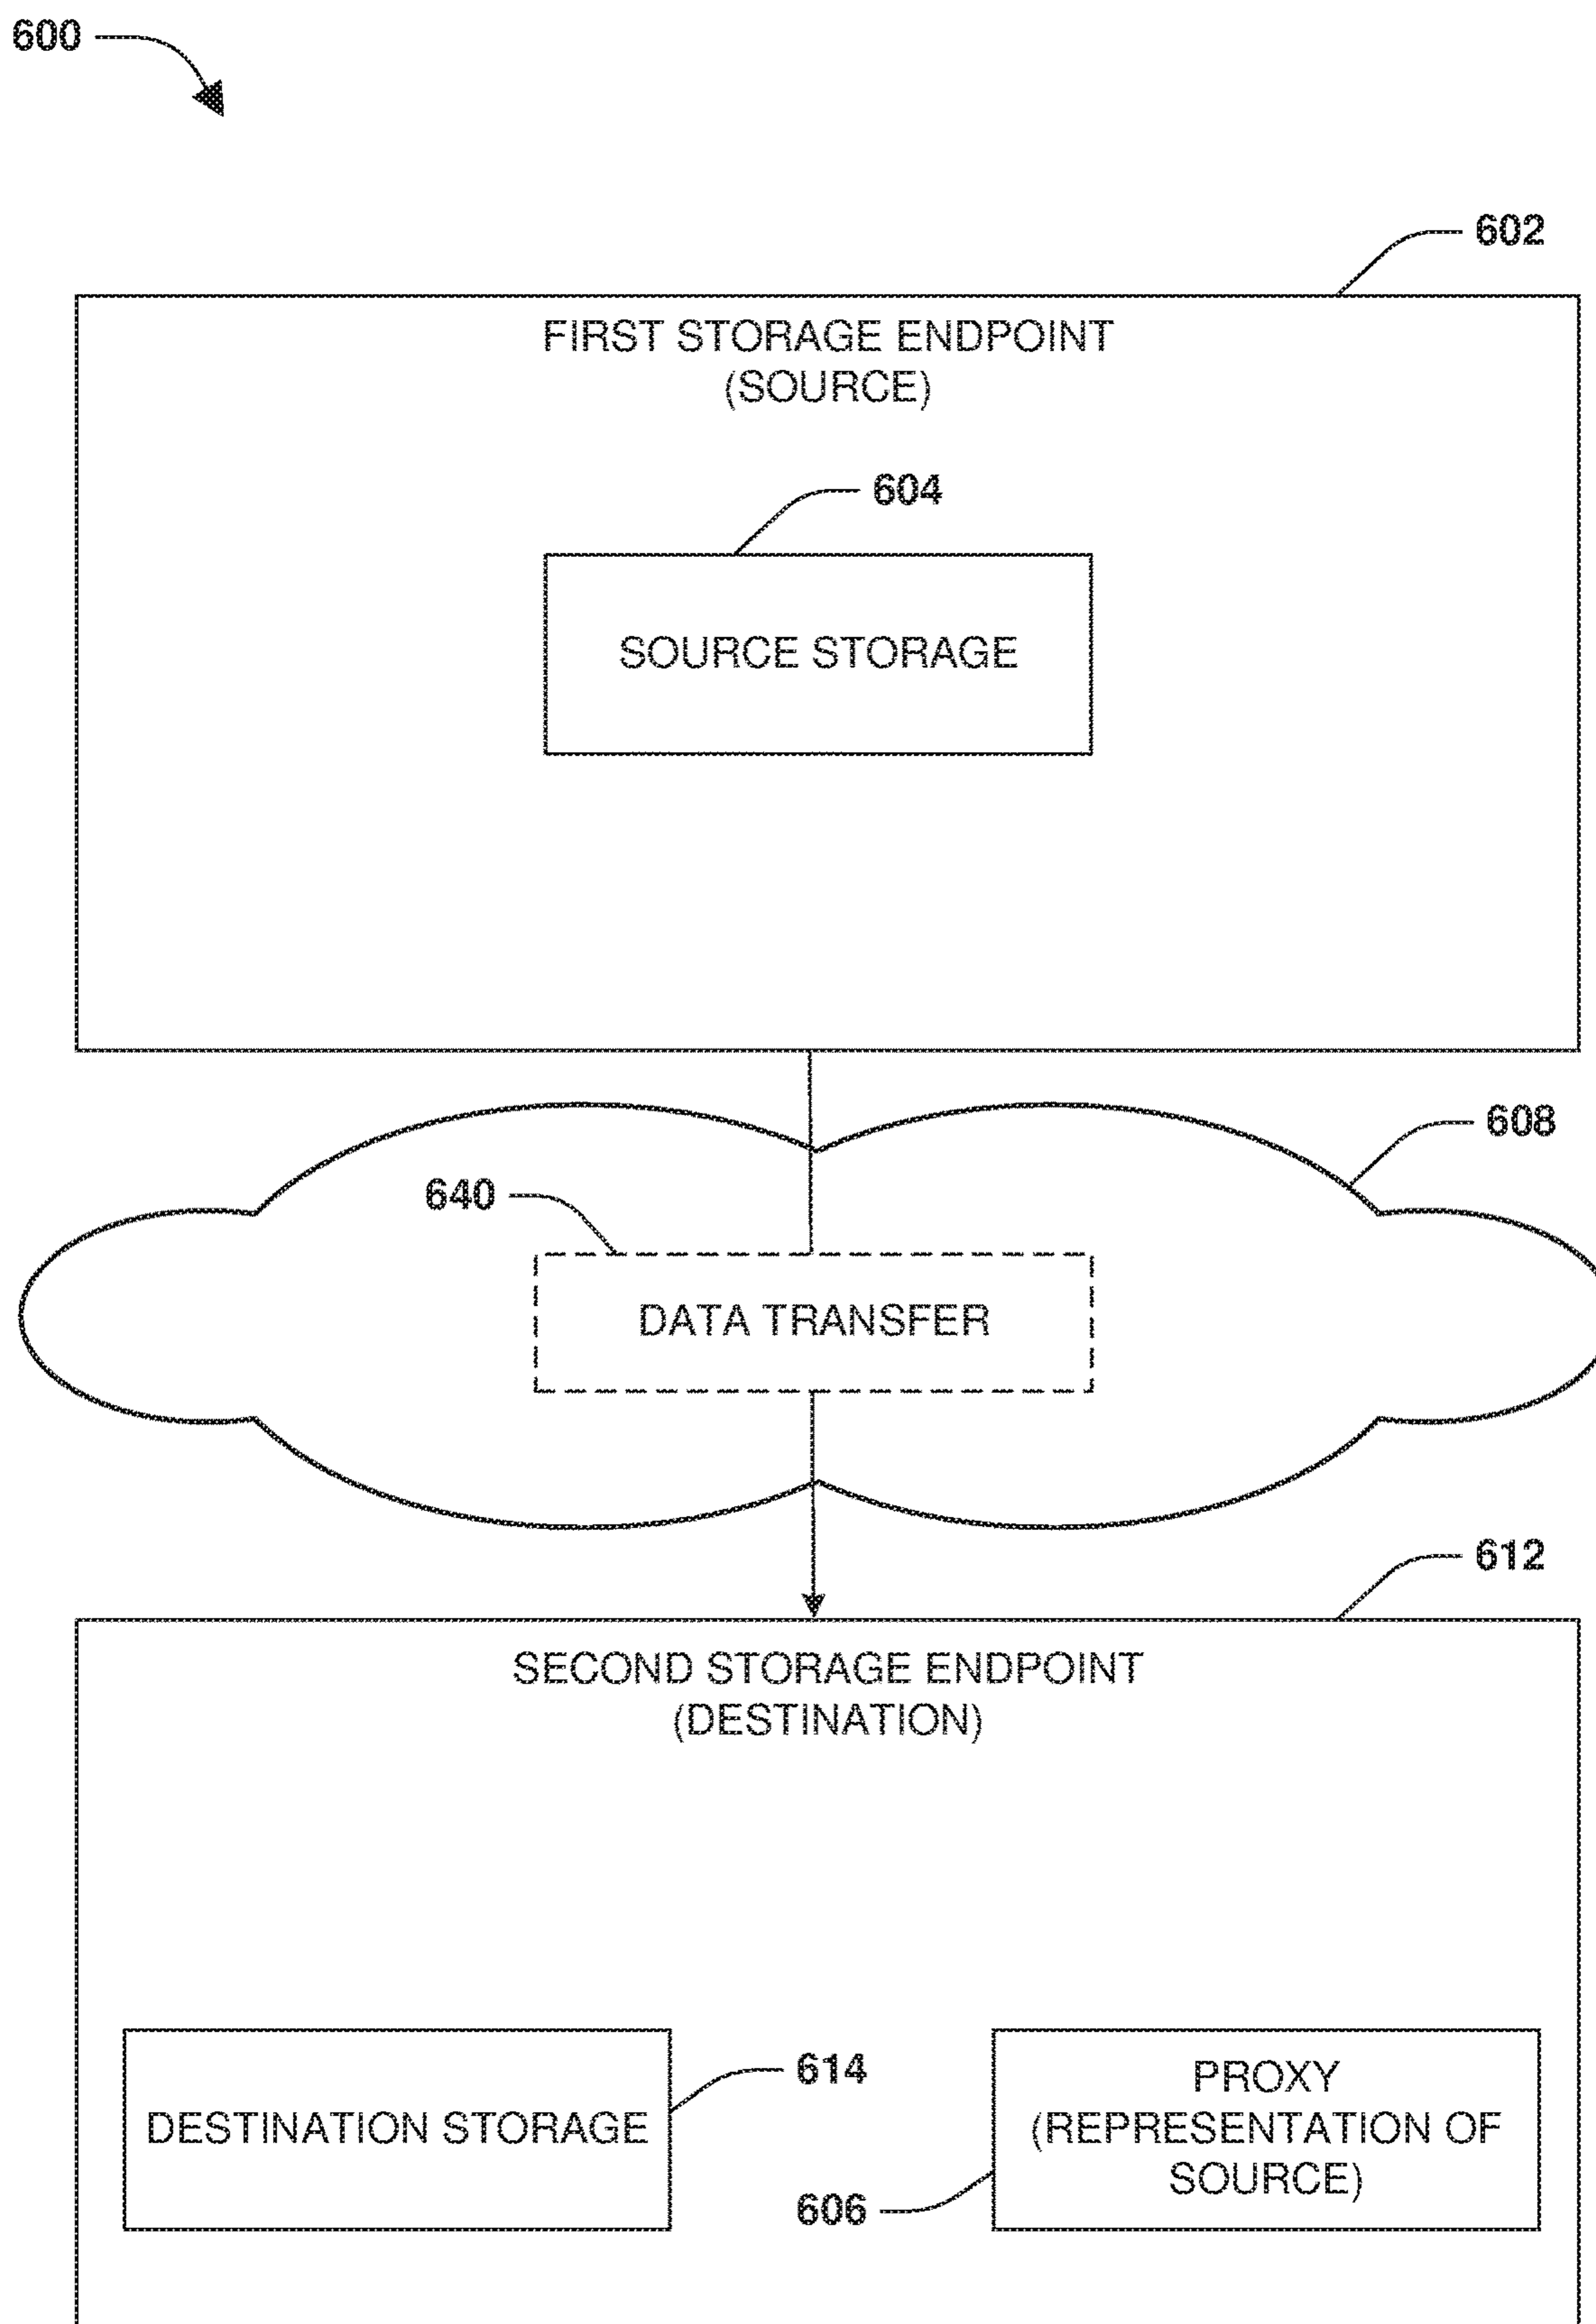 600
602
FIRST STORAGE ENDPOINT
(SOURCE)
604
SOURCE STORAGE
608
640
DATA TRANSFER
612
SECOND STORAGE ENDPOINT
(DESTINATION)
614
DESTINATION STORAGE
PROXY
(REPRESENTATION OF
SOURCE)
606